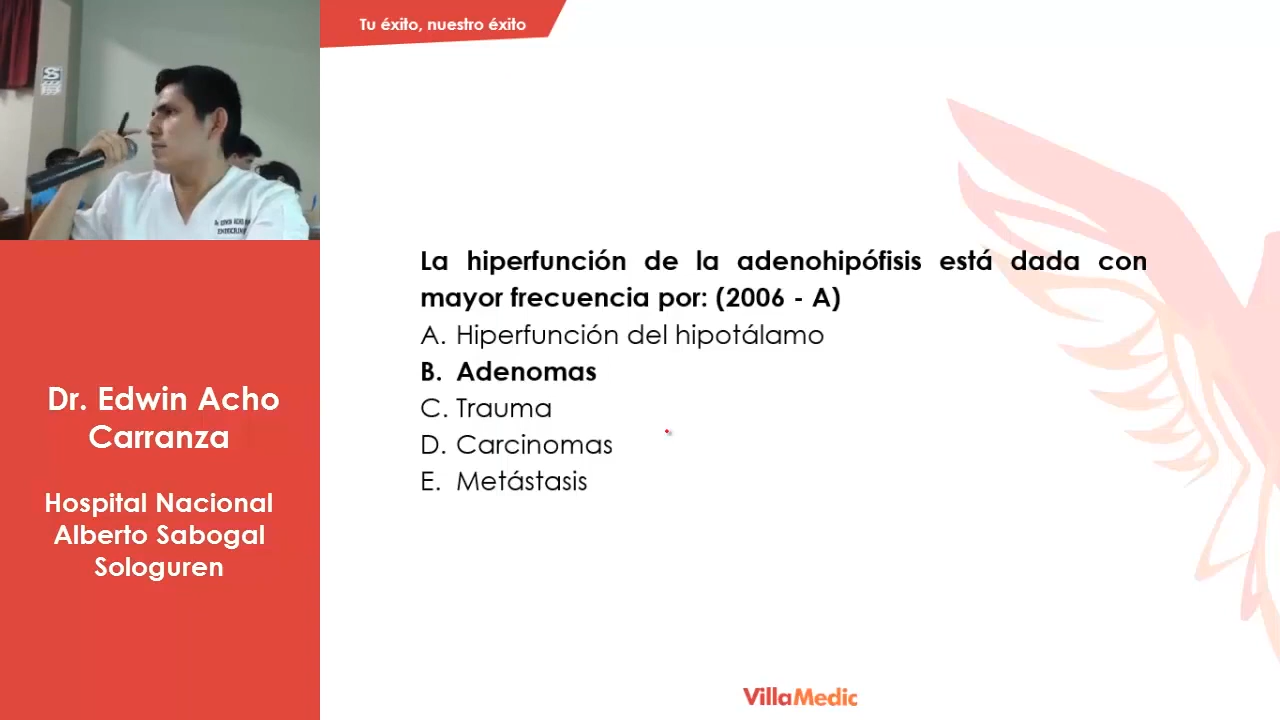 Tu éxito, nuestro éxito
La hiperfunción de la adenohipófisis está dada con
mayor frecuencia por: (2006 - A)
A. Hiperfunción del hipotálamo
B. Adenomas
C. Trauma
D. Carcinomas
E. Metástasis
Dr. Edwin Acho
Carranza
Hospital Nacional
Alberto Sabogal
Sologuren
VillaMedic